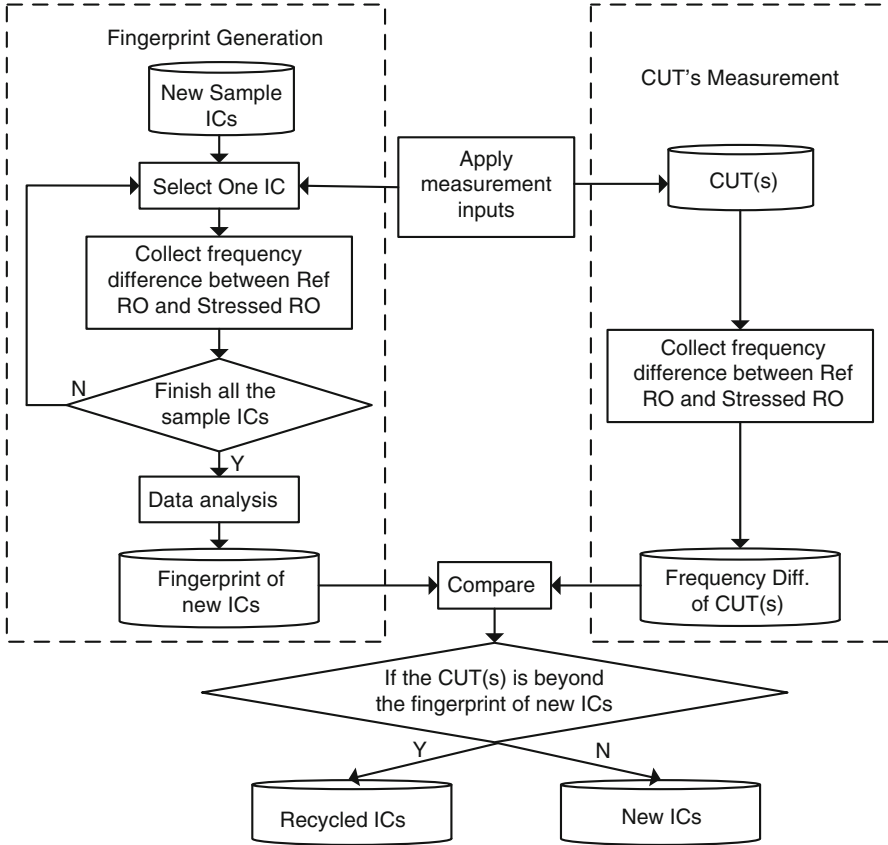 Fingerprint Generation
New Sample
ICs
Select One IC
Collect frequency
difference between Ref
RO and Stressed RO
N
Finish all the
sample ICs
Y
Data analysis
Fingerprint of
new ICs
Apply
measurement
inputs
CUT's Measurement
CUT(s)
Collect frequency
difference between Ref
RO and Stressed RO
Frequency Diff.
of CUT(s)
Compare
If the CUT(s) is beyond
the fingerprint of new ICs
Y
N
Recycled ICs
New ICs